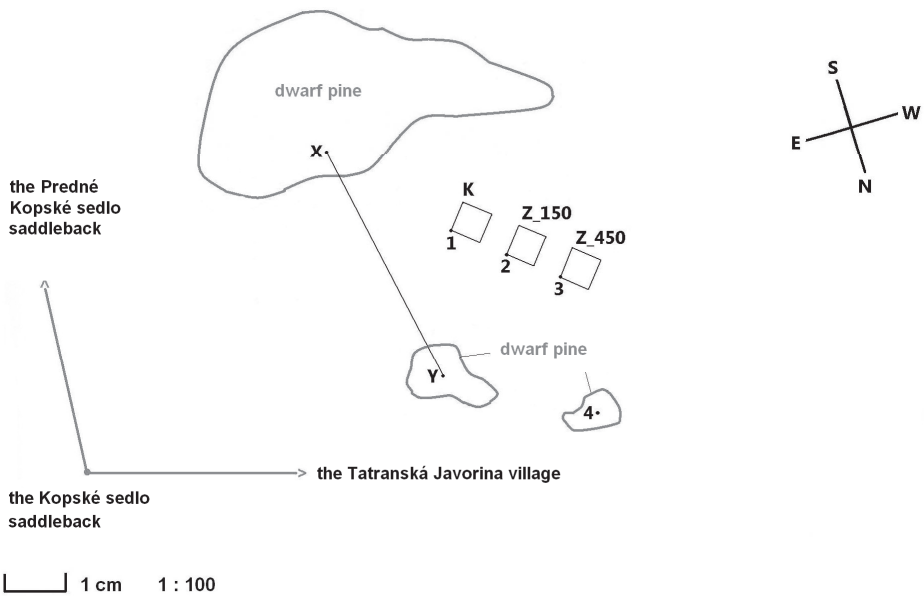 dwarf pine
S
W
E
N
X
the Predné
Kopské sedlo
saddleback
K
Z_150
Z_450
1
2
3
dwarf pine
Y
4
the Tatranská Javorina village
the Kopské sedlo
saddleback
1 cm 1 : 100